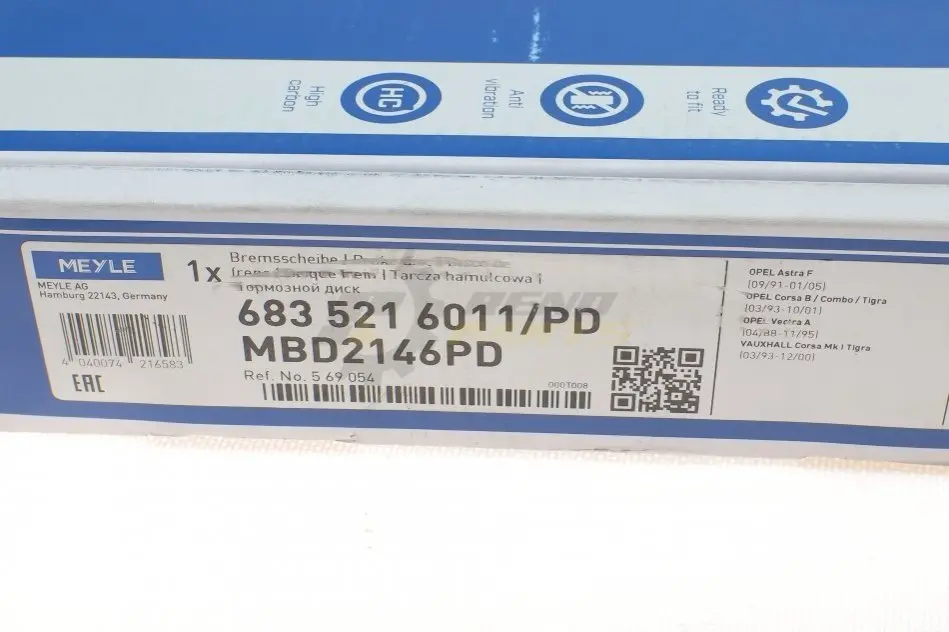 High
carbon
HC
Anti
vibration
Ready
to fit
MEYLE
MEYLE AG
Hamburg 22143, Germany
4 040074 216583
EAC
1x
Bremsscheibe |
Tarcza hamulcowa |
Тормозной диск
683 521 6011/PD
MBD2146PD
Ref. No. 5 69 054
000T008
OPEL Astra F
(09/91-01/05)
OPEL Corsa B / Combo / Tigra
(03/93-10/01)
OPEL Vectra A
(04/88-11/95)
VAUXHALL Corsa Mk I Tigra
(03/93-12/00)